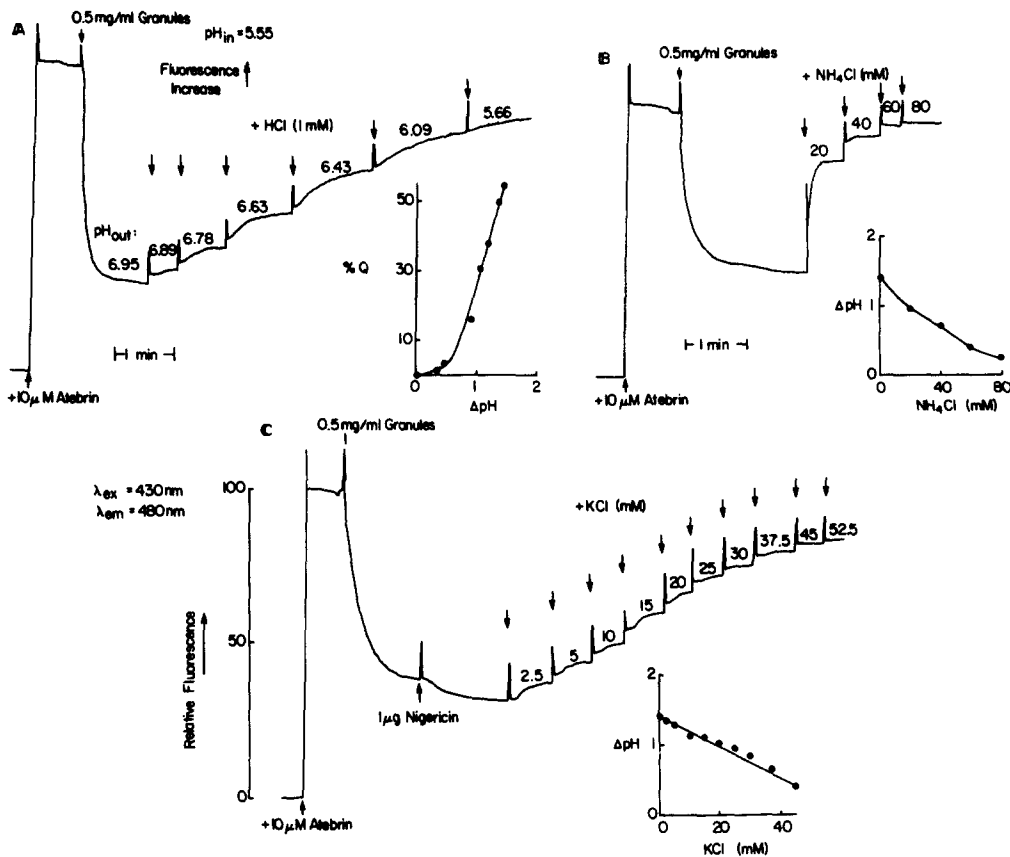 A
0.5 mg/ml Granules
pHin = 5.55
Fluorescence
Increase
+ HCl (1 mM)
pHout:
6.95
6.89
6.78
6.63
6.43
6.09
5.66
1 min
+10 μM Atebrin
% Q
50
30
10
0
1
2
ΔpH
B
0.5 mg/ml Granules
+ NH4Cl (mM)
20
40
60
80
1 min
+10 μM Atebrin
ΔpH
2
1
0
0
40
80
NH4Cl (mM)
C
0.5 mg/ml Granules
λex = 430 nm
λem = 480 nm
100
50
0
Relative Fluorescence
+10 μM Atebrin
1 μg Nigericin
+KCl (mM)
2.5
5
10
15
20
25
30
37.5
45
52.5
ΔpH
2
1
0
0
20
40
KCl (mM)